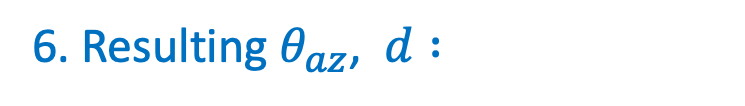 6. Resulting θ_az, d :